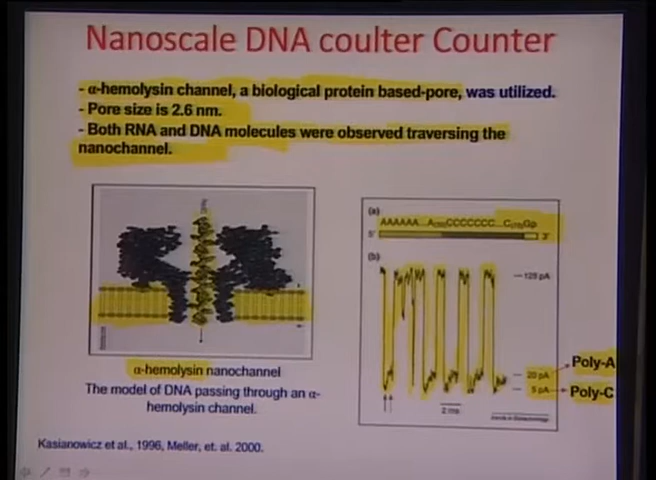 Nanoscale DNA coulter Counter
- α-hemolysin channel, a biological protein based-pore, was utilized.
- Pore size is 2.6 nm.
- Both RNA and DNA molecules were observed traversing the
nanochannel.
α-hemolysin nanochannel
The model of DNA passing through an α-
hemolysin channel.
(a)
5'
3'
(b)
125 pA
20 pA
5 pA
2 ms
Poly-A
Poly-C
Kasianowicz et al., 1996, Meller, et. al. 2000.